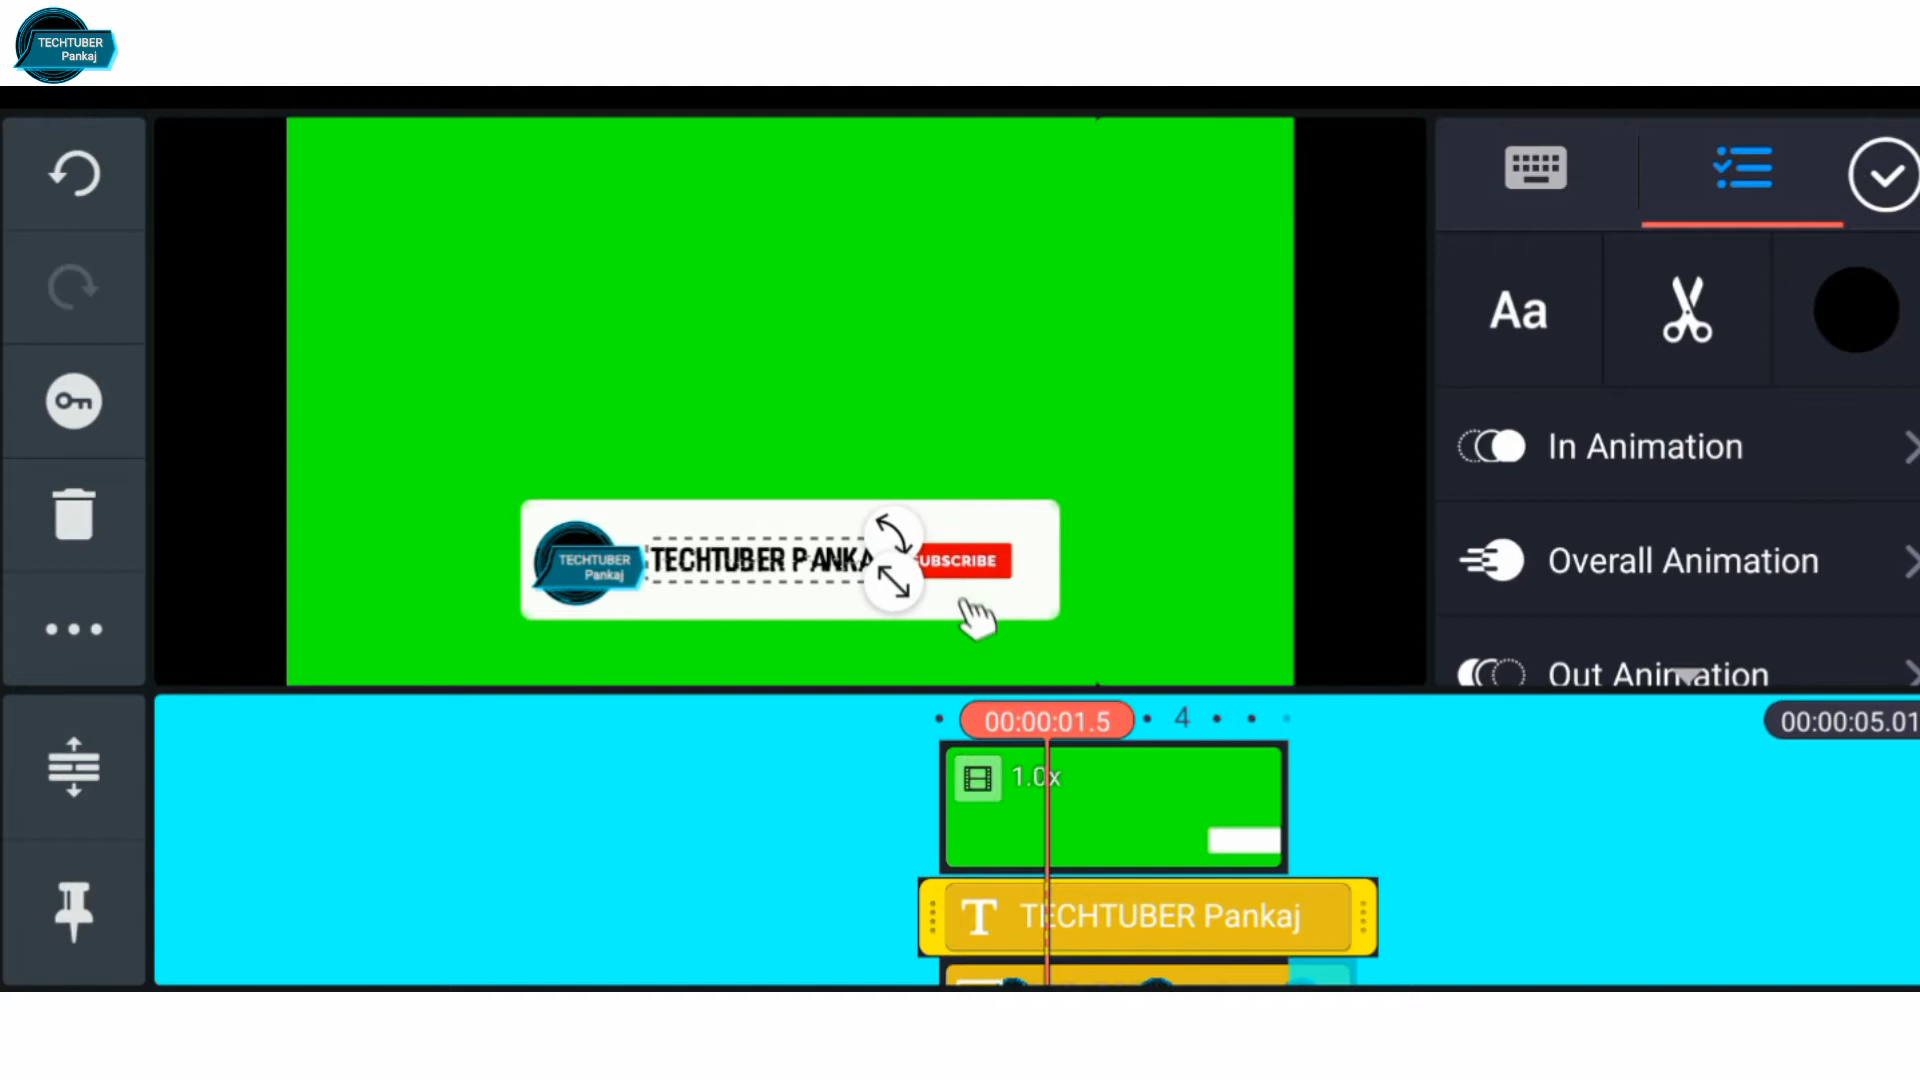 TECHTUBER
Pankaj
Aa
In Animation
Overall Animation
Out Animation
TECHTUBER
Pankaj
TECHTUBER PANKA
UBSCRIBE
00:00:01.5
4
00:00:05.01
1.0x
T TECHTUBER Pankaj